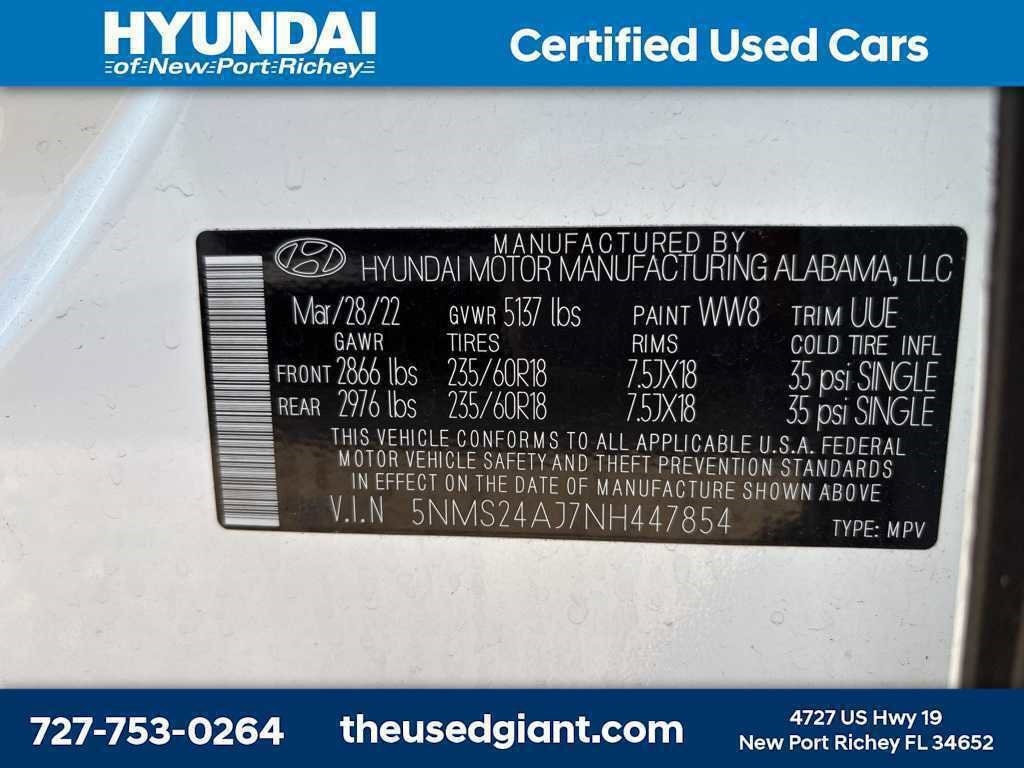 HYUNDAI
of New Port Richey
Certified Used Cars
MANUFACTURED BY
HYUNDAI MOTOR MANUFACTURING ALABAMA, LLC
Mar/28/22 GVWR 5137 lbs PAINT WW8 TRIM UUE
GAWR TIRES RIMS COLD TIRE INFL
FRONT 2866 lbs 235/60R18 7.5JX18 35 psi SINGLE
REAR 2976 lbs 235/60R18 7.5JX18 35 psi SINGLE
THIS VEHICLE CONFORMS TO ALL APPLICABLE U.S.A. FEDERAL
MOTOR VEHICLE SAFETY AND THEFT PREVENTION STANDARDS
IN EFFECT ON THE DATE OF MANUFACTURE SHOWN ABOVE
V.I.N 5NMS24AJ7NH447854 TYPE: MPV
727-753-0264
theusedgiant.com
4727 US Hwy 19
New Port Richey FL 34652